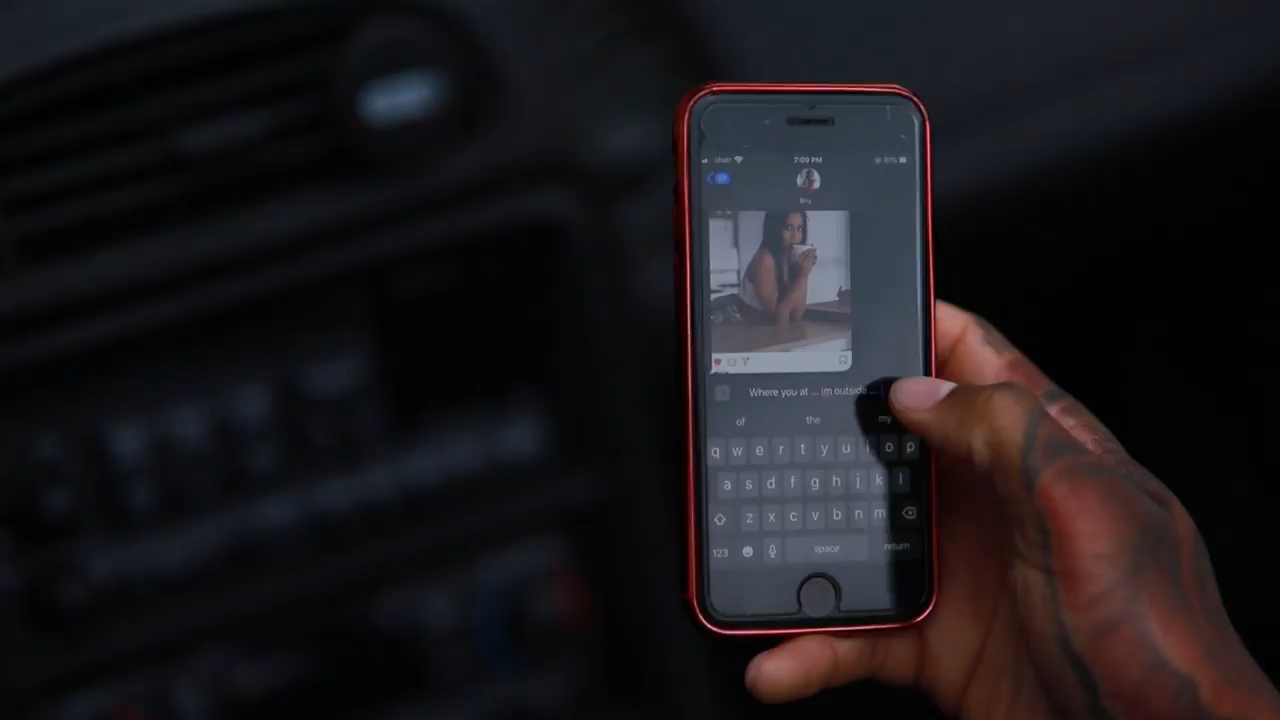 7:09 PM
Where you at ... im outside...
of the my
q w e r t y u i o p
a s d f g h j k l
z x c v b n m
123 space return